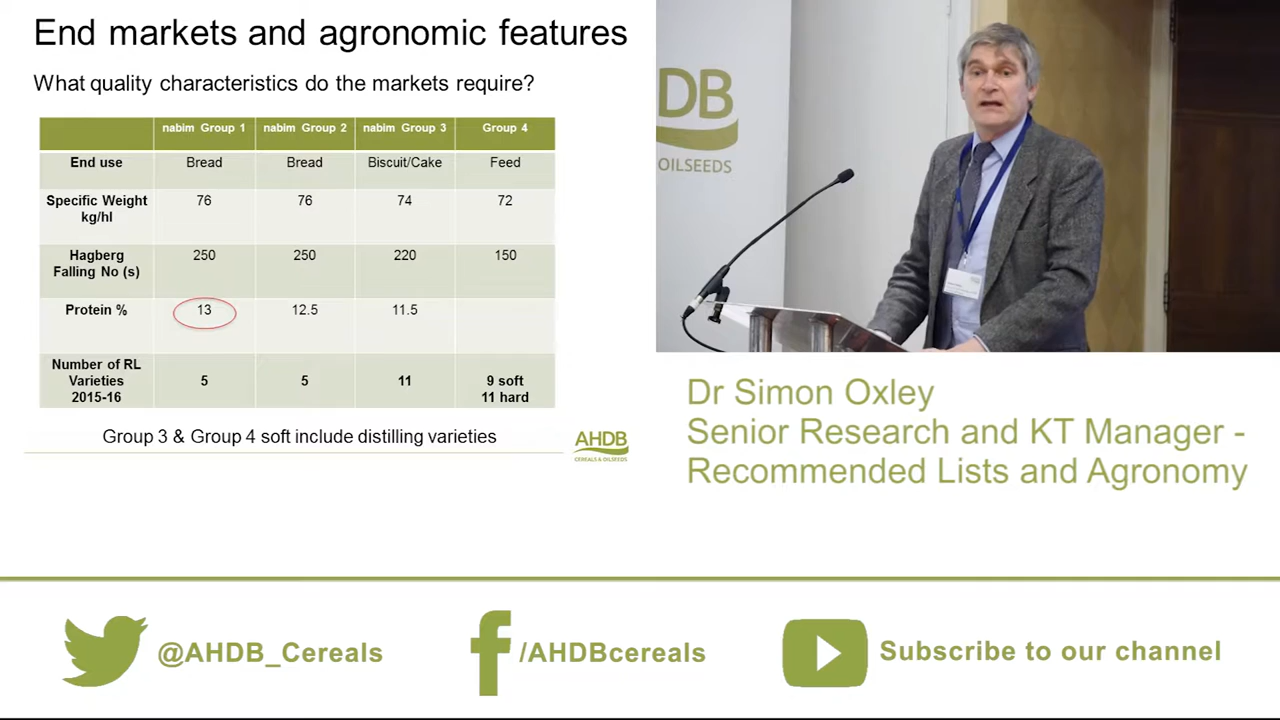 End markets and agronomic features
What quality characteristics do the markets require?
nabim Group 1 nabim Group 2 nabim Group 3 Group 4
End use Bread Bread Biscuit/Cake Feed
Specific Weight kg/hl 76 76 74 72
Hagberg Falling No (s) 250 250 220 150
Protein % 13 12.5 11.5
Number of RL Varieties 2015-16 5 5 11 9 soft 11 hard
Group 3 & Group 4 soft include distilling varieties
AHDB
CEREALS & OILSEEDS
DB
OILSEEDS
Dr Simon Oxley
Senior Research and KT Manager -
Recommended Lists and Agronomy
@AHDB_Cereals
/AHDBcereals
Subscribe to our channel